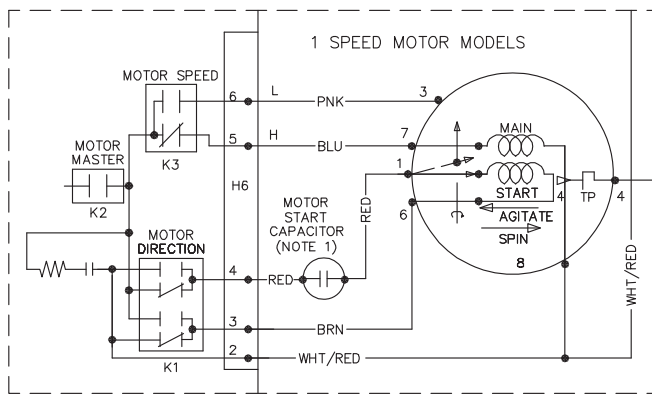 1 SPEED MOTOR MODELS
MOTOR SPEED
6
L
PNK
3
5
H
BLU
7
MAIN
K3
MOTOR
MASTER
K2
H6
1
START
4
TP
4
6
AGITATE
SPIN
8
MOTOR
START
CAPACITOR
(NOTE 1)
RED
MOTOR
DIRECTION
4
RED
3
BRN
2
WHT/RED
K1
WHT/RED